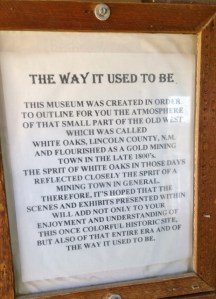 THE WAY IT USED TO BE
THIS MUSEUM WAS CREATED IN ORDER
TO OUTLINE FOR YOU THE ATMOSPHERE
OF THAT SMALL PART OF THE OLD WEST
WHICH WAS CALLED
WHITE OAKS, LINCOLN COUNTY, N.M.
AND FLOURISHED AS A GOLD MINING
TOWN IN THE LATE 1800's.
THE SPRIT OF WHITE OAKS IN THOSE DAYS
REFLECTED CLOSELY THE SPRIT OF A
MINING TOWN IN GENERAL.
THEREFORE, IT'S HOPED THAT THE
SCENES AND EXHIBITS PRESENTED WITHIN
WILL ADD NOT ONLY TO YOUR
ENJOYMENT AND UNDERSTANDING OF
THIS ONCE COLORFUL HISTORIC SITE,
BUT ALSO OF THAT ENTIRE ERA AND OF
THE WAY IT USED TO BE.